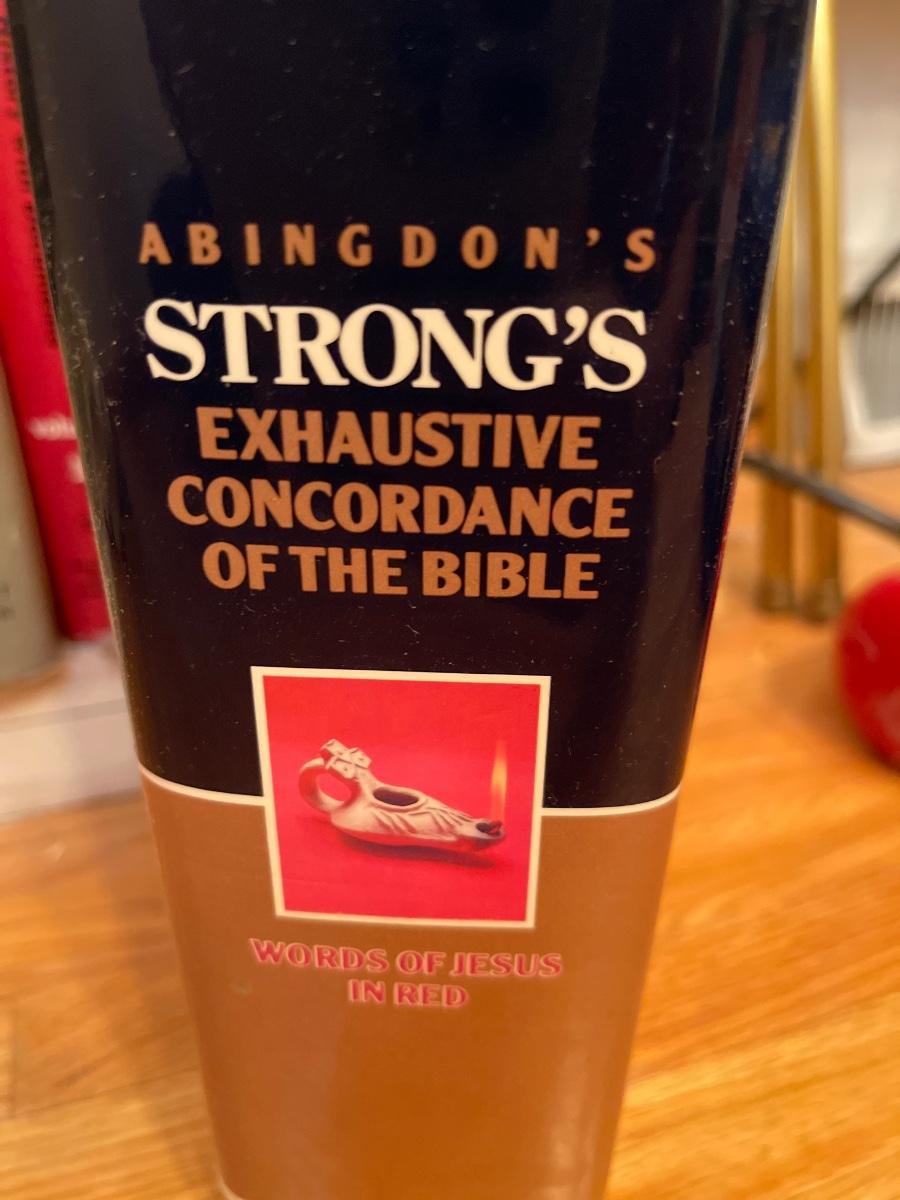 ABINGDON'S
STRONG'S
EXHAUSTIVE
CONCORDANCE
OF THE BIBLE
WORDS OF JESUS
IN RED